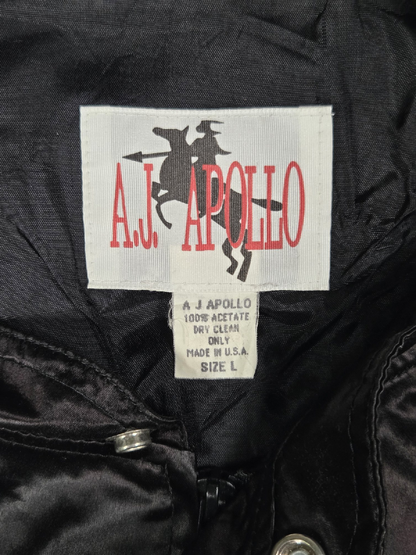 A.J. APOLLO
A J APOLLO
100% ACETATE
DRY CLEAN
ONLY
MADE IN U.S.A.
SIZE L